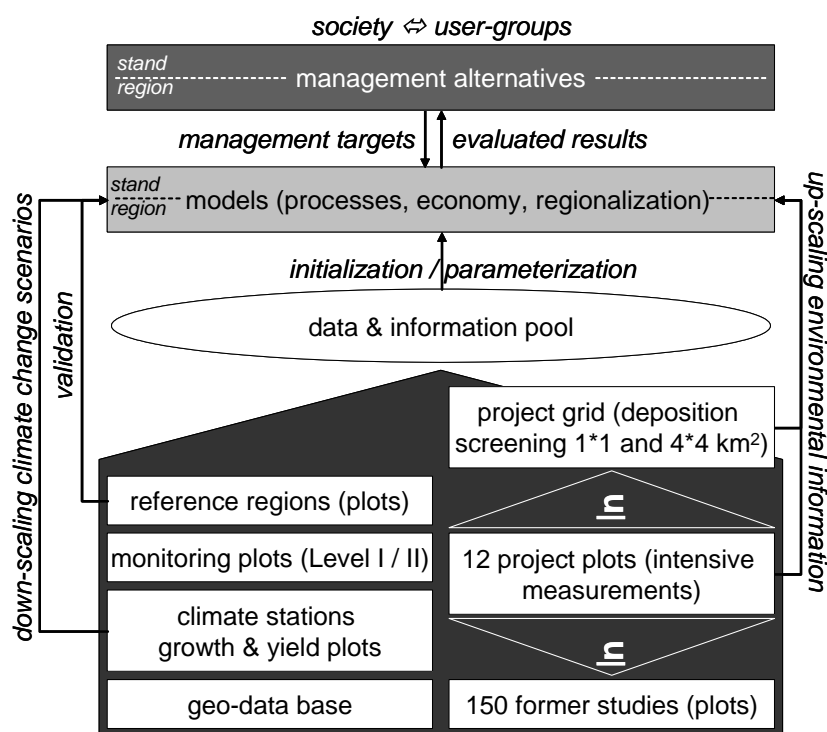 society ⇔ user-groups
stand
region
management alternatives
management targets
evaluated results
stand
region
models (processes, economy, regionalization)
initialization / parameterization
data & information pool
down-scaling climate change scenarios
validation
up-scaling environmental information
project grid (deposition
screening 1*1 and 4*4 km²)
reference regions (plots)
⊆
monitoring plots (Level I / II)
12 project plots (intensive
measurements)
climate stations
growth & yield plots
⊆
geo-data base
150 former studies (plots)